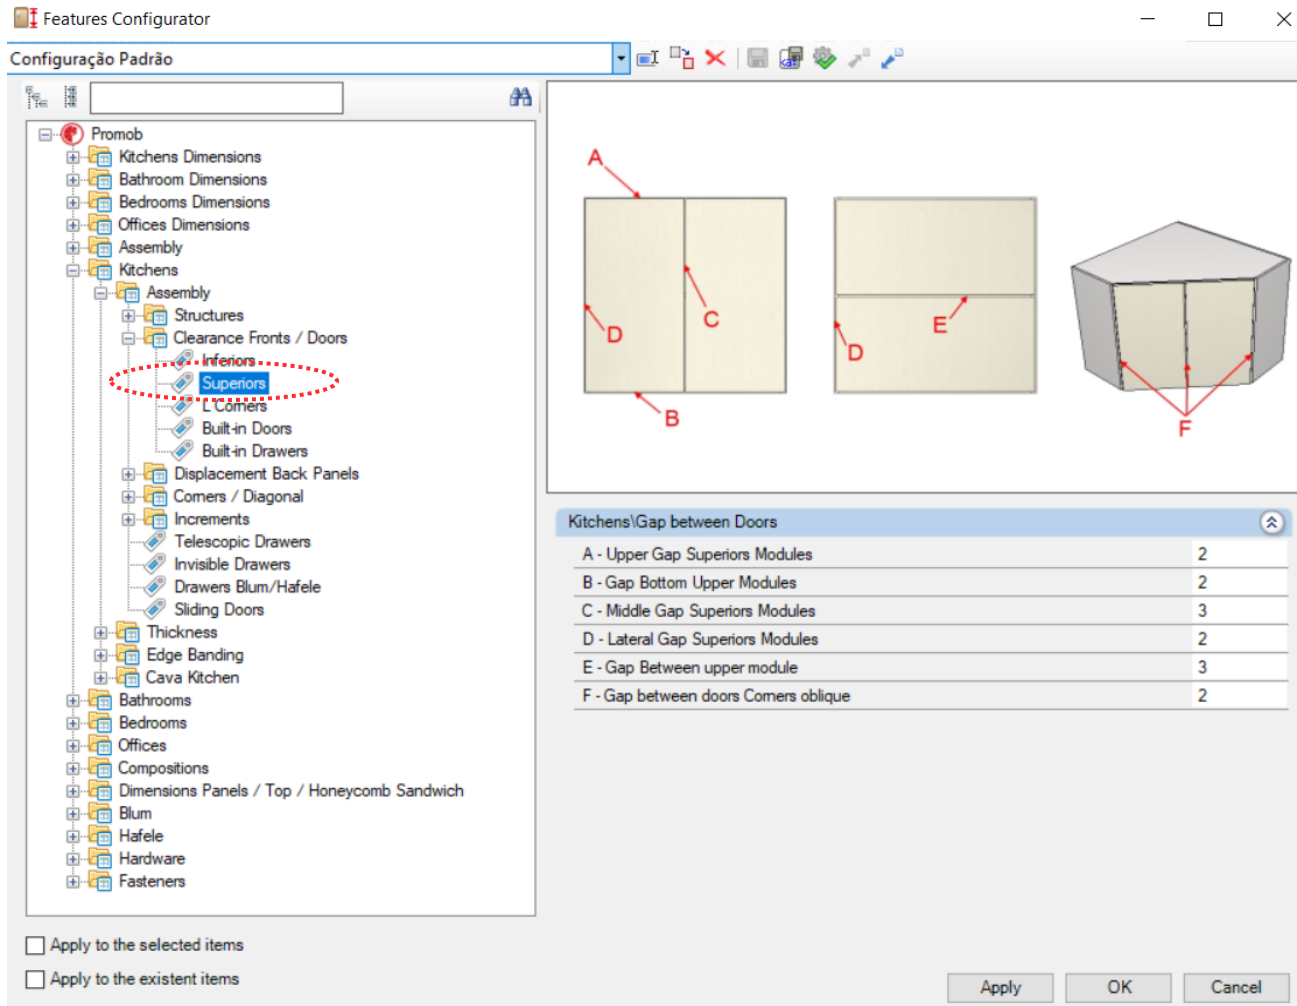 Features Configurator
Configuração Padrão
Promob
Kitchens Dimensions
Bathroom Dimensions
Bedrooms Dimensions
Offices Dimensions
Assembly
Kitchens
Assembly
Structures
Clearance Fronts / Doors
Inferiors
Superiors
L Corners
Built-in Doors
Built-in Drawers
Displacement Back Panels
Corners / Diagonal
Increments
Telescopic Drawers
Invisible Drawers
Drawers Blum/Hafele
Sliding Doors
Thickness
Edge Banding
Cava Kitchen
Bathrooms
Bedrooms
Offices
Compositions
Dimensions Panels / Top / Honeycomb Sandwich
Blum
Hafele
Hardware
Fasteners
Apply to the selected items
Apply to the existent items
A
D
C
B
D
E
F
Kitchens\Gap between Doors
A - Upper Gap Superiors Modules 2
B - Gap Bottom Upper Modules 2
C - Middle Gap Superiors Modules 3
D - Lateral Gap Superiors Modules 2
E - Gap Between upper module 3
F - Gap between doors Corners oblique 2
Apply OK Cancel